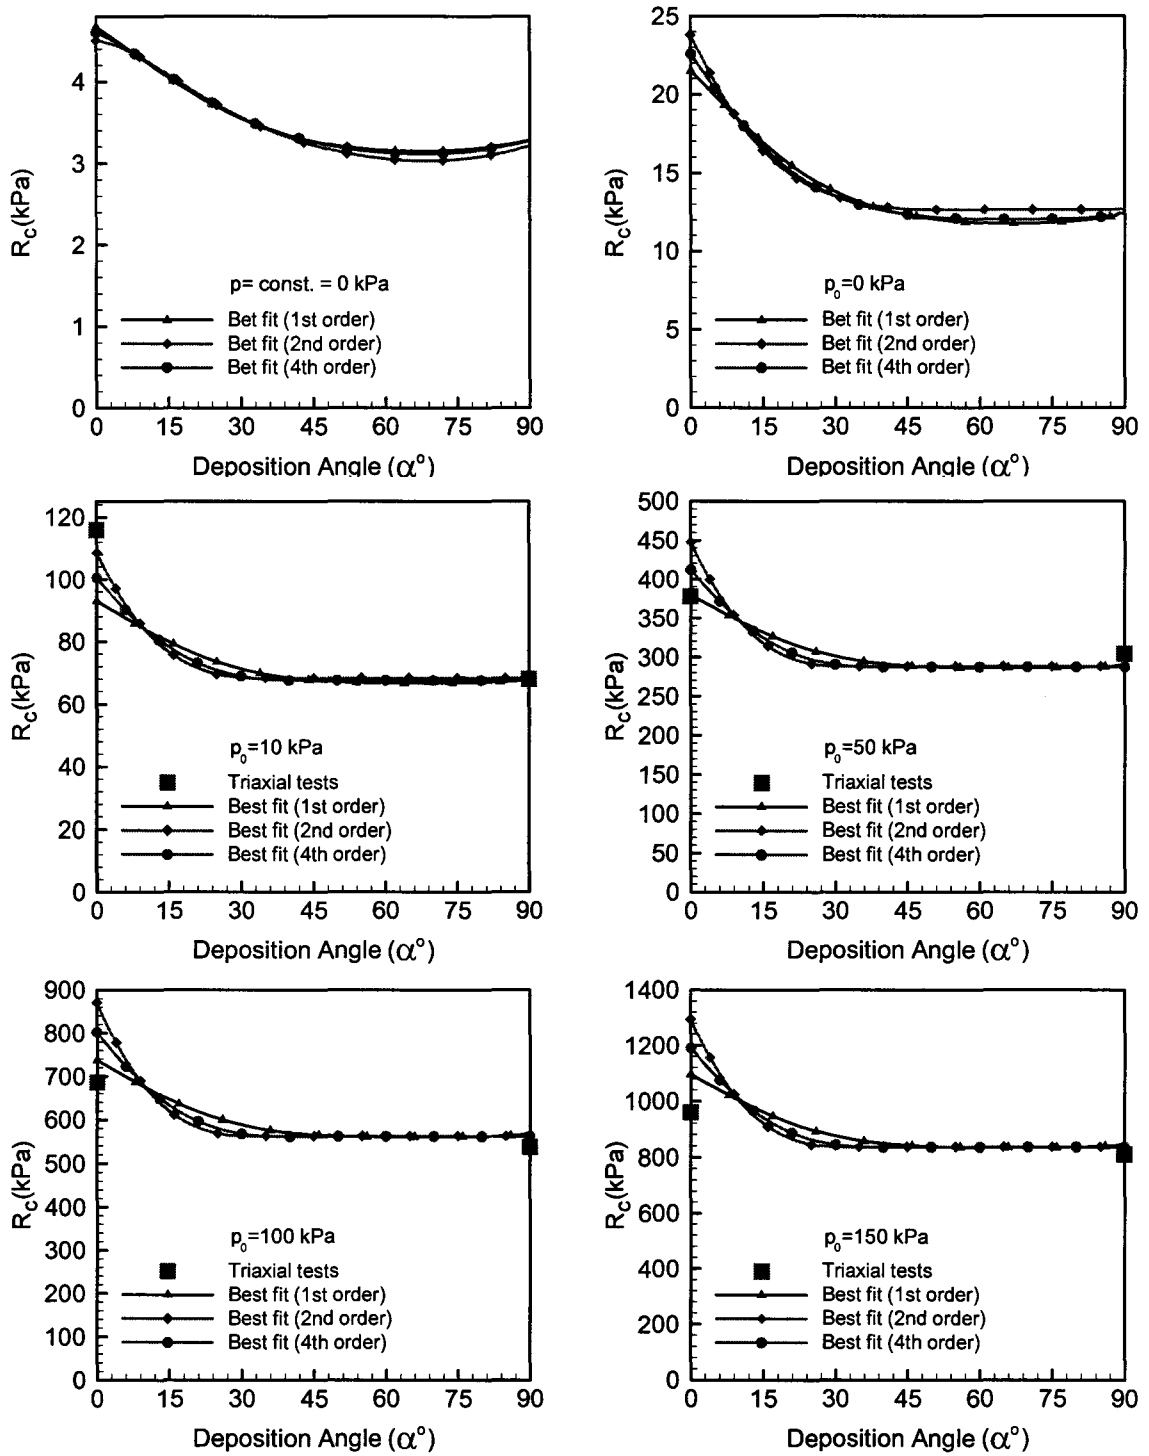 4
3
2
1
0
R_c(kPa)
p= const. = 0 kPa
Bet fit (1st order)
Bet fit (2nd order)
Bet fit (4th order)
0 15 30 45 60 75 90
Deposition Angle (α°)
25
20
15
10
5
0
R_c(kPa)
p_0=0 kPa
Bet fit (1st order)
Bet fit (2nd order)
Bet fit (4th order)
0 15 30 45 60 75 90
Deposition Angle (α°)
120
100
80
60
40
20
0
R_c(kPa)
p_0=10 kPa
Triaxial tests
Best fit (1st order)
Best fit (2nd order)
Best fit (4th order)
0 15 30 45 60 75 90
Deposition Angle (α°)
500
450
400
350
300
250
200
150
100
50
0
R_c(kPa)
p_0=50 kPa
Triaxial tests
Best fit (1st order)
Best fit (2nd order)
Best fit (4th order)
0 15 30 45 60 75 90
Deposition Angle (α°)
900
800
700
600
500
400
300
200
100
0
R_c(kPa)
p_0=100 kPa
Triaxial tests
Best fit (1st order)
Best fit (2nd order)
Best fit (4th order)
0 15 30 45 60 75 90
Deposition Angle (α°)
1400
1200
1000
800
600
400
200
0
R_c(kPa)
p_0=150 kPa
Triaxial tests
Best fit (1st order)
Best fit (2nd order)
Best fit (4th order)
0 15 30 45 60 75 90
Deposition Angle (α°)